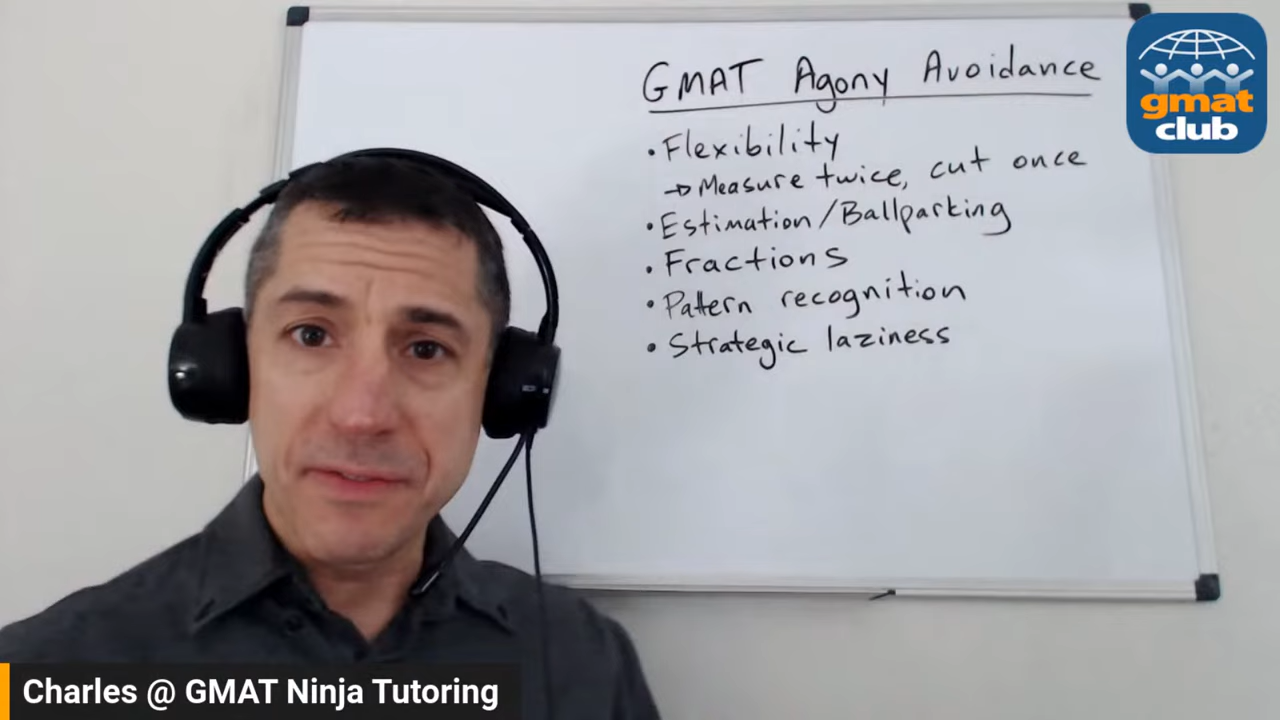 GMAT Agony Avoidance
• Flexibility
→ Measure twice, cut once
• Estimation/Ballparking
• Fractions
• Pattern recognition
• Strategic laziness
gmat
club
Charles @ GMAT Ninja Tutoring